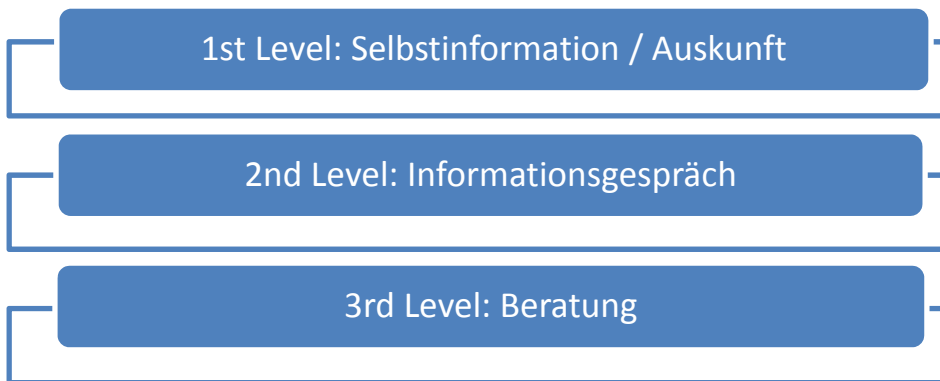 1st Level: Selbstinformation / Auskunft
2nd Level: Informationsgespräch
3rd Level: Beratung